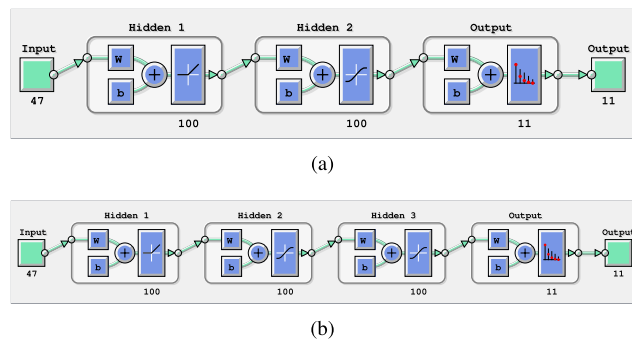 Hidden 1 Hidden 2 Output
Input Output
W W W
b b b
47 11
100 100 11
(a)
Hidden 1 Hidden 2 Hidden 3 Output
Input Output
W W W W
b b b b
47 11
100 100 100 11
(b)